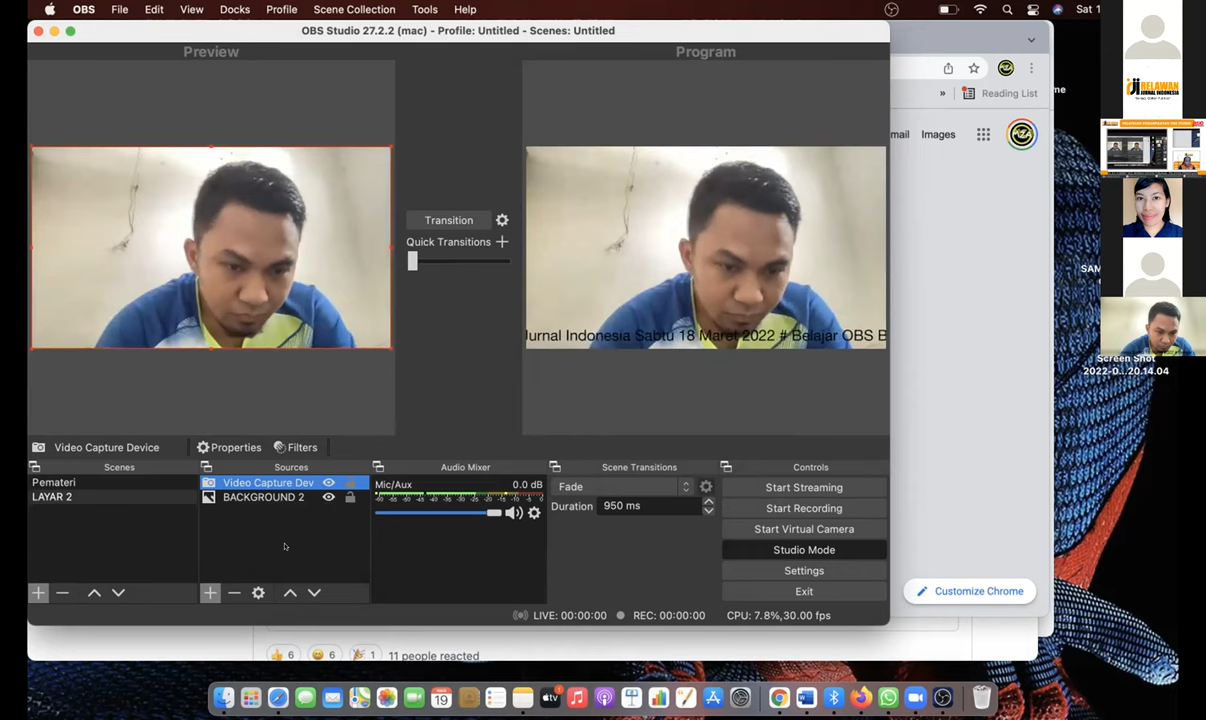 OBS File Edit View Docks Profile Scene Collection Tools Help Sat 1
OBS Studio 27.2.2 (mac) - Profile: Untitled - Scenes: Untitled
Preview
Program
Transition
Quick Transitions
Jurnal Indonesia Sabtu 18 Maret 2022 # Belajar OBS B
Video Capture Device Properties Filters
Scenes
Pemateri
LAYAR 2
Sources
Video Capture Dev
BACKGROUND 2
Audio Mixer
Mic/Aux 0.0 dB
Scene Transitions
Fade
Duration 950 ms
Controls
Start Streaming
Start Recording
Start Virtual Camera
Studio Mode
Settings
Exit
LIVE: 00:00:00 REC: 00:00:00 CPU: 7.8%,30.00 fps
» Reading List
mail Images
Customize Chrome
6 6 1 11 people reacted
me
RELAWAN
JURNAL INDONESIA
SAM
Screen Shot
2022-0...20.14.04
MAR
19